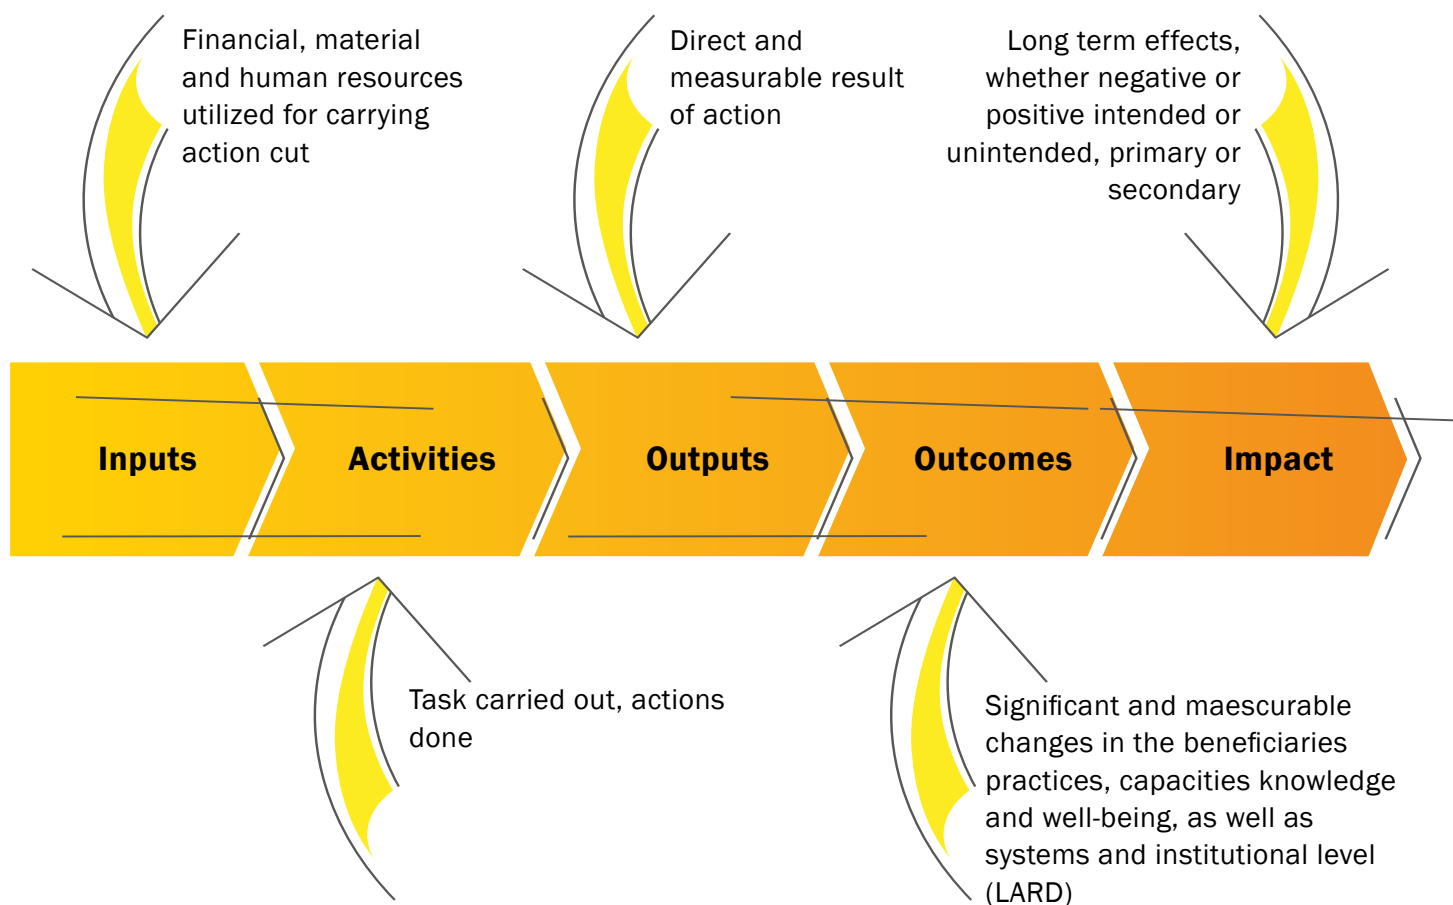 Financial, material
and human resources
utilized for carrying
action cut
Direct and
measurable result
of action
Long term effects,
whether negative or
positive intended or
unintended, primary or
secondary
Inputs
Activities
Outputs
Outcomes
Impact
Task carried out, actions
done
Significant and maescurable
changes in the beneficiaries
practices, capacities knowledge
and well-being, as well as
systems and institutional level
(LARD)